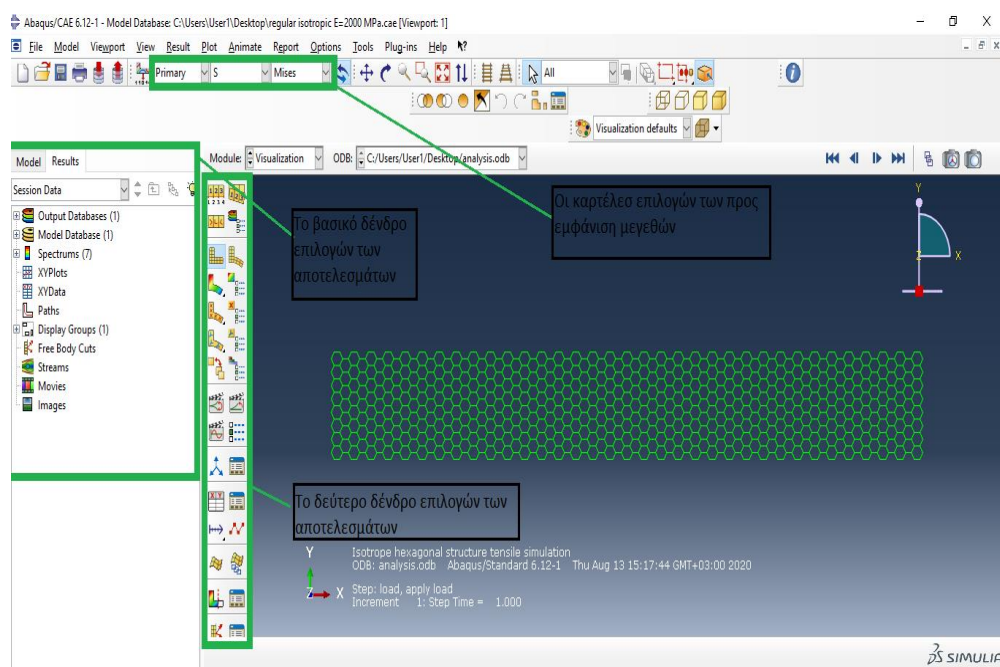 Abaqus/CAE 6.12-1 - Model Database: C:\Users\User1\Desktop\regular isotropic E=2000 MPa.cae [Viewport: 1]
File Model Viewport View Result Plot Animate Report Options Tools Plug-ins Help
Primary S Mises All
Visualization defaults
Model Results
Module: Visualization ODB: C:/Users/User1/Desktop/analysis.odb
Session Data
Output Databases (1)
Model Database (1)
Spectrums (7)
XYPlots
XYData
Paths
Display Groups (1)
Free Body Cuts
Streams
Movies
Images
Το βασικό δένδρο
επιλογών των
αποτελεσμάτων
Οι καρτέλεσ επιλογών των προς
εμφάνιση μεγεθών
Y
Z X
Το δεύτερο δένδρο επιλογών των
αποτελεσμάτων
Y
Z X
Isotrope hexagonal structure tensile simulation
ODB: analysis.odb Abaqus/Standard 6.12-1 Thu Aug 13 15:17:44 GMT+03:00 2020
Step: load, apply load
Increment 1: Step Time = 1.000
SIMULIA